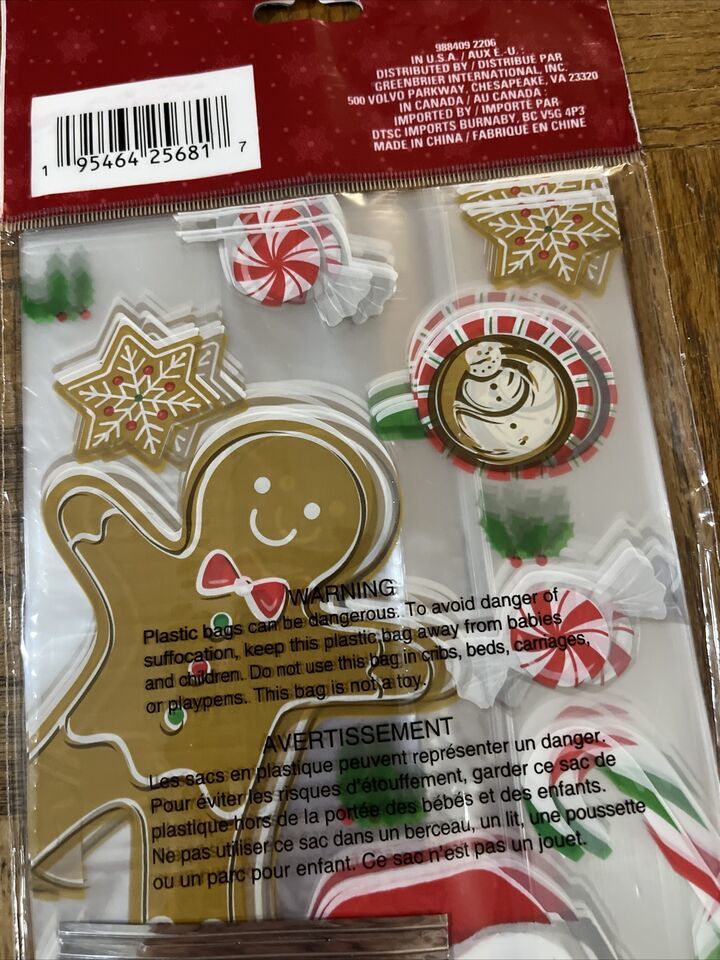 988409 2206
IN U.S.A. / AUX E.-U. :
DISTRIBUTED BY / DISTRIBUÉ PAR
GREENBRIER INTERNATIONAL, INC.
500 VOLVO PARKWAY, CHESAPEAKE, VA 23320
IN CANADA / AU CANADA :
IMPORTED BY / IMPORTÉ PAR
DTSC IMPORTS BURNABY, BC V5G 4P3
MADE IN CHINA / FABRIQUÉ EN CHINE
1 95464 25681 7
WARNING
Plastic bags can be dangerous. To avoid danger of
suffocation, keep this plastic bag away from babies
and children. Do not use this bag in cribs, beds, carriages,
or playpens. This bag is not a toy.
AVERTISSEMENT
Les sacs en plastique peuvent représenter un danger.
Pour éviter les risques d'étouffement, garder ce sac de
plastique hors de la portée des bébés et des enfants.
Ne pas utiliser ce sac dans un berceau, un lit, une poussette
ou un parc pour enfant. Ce sac n'est pas un jouet.